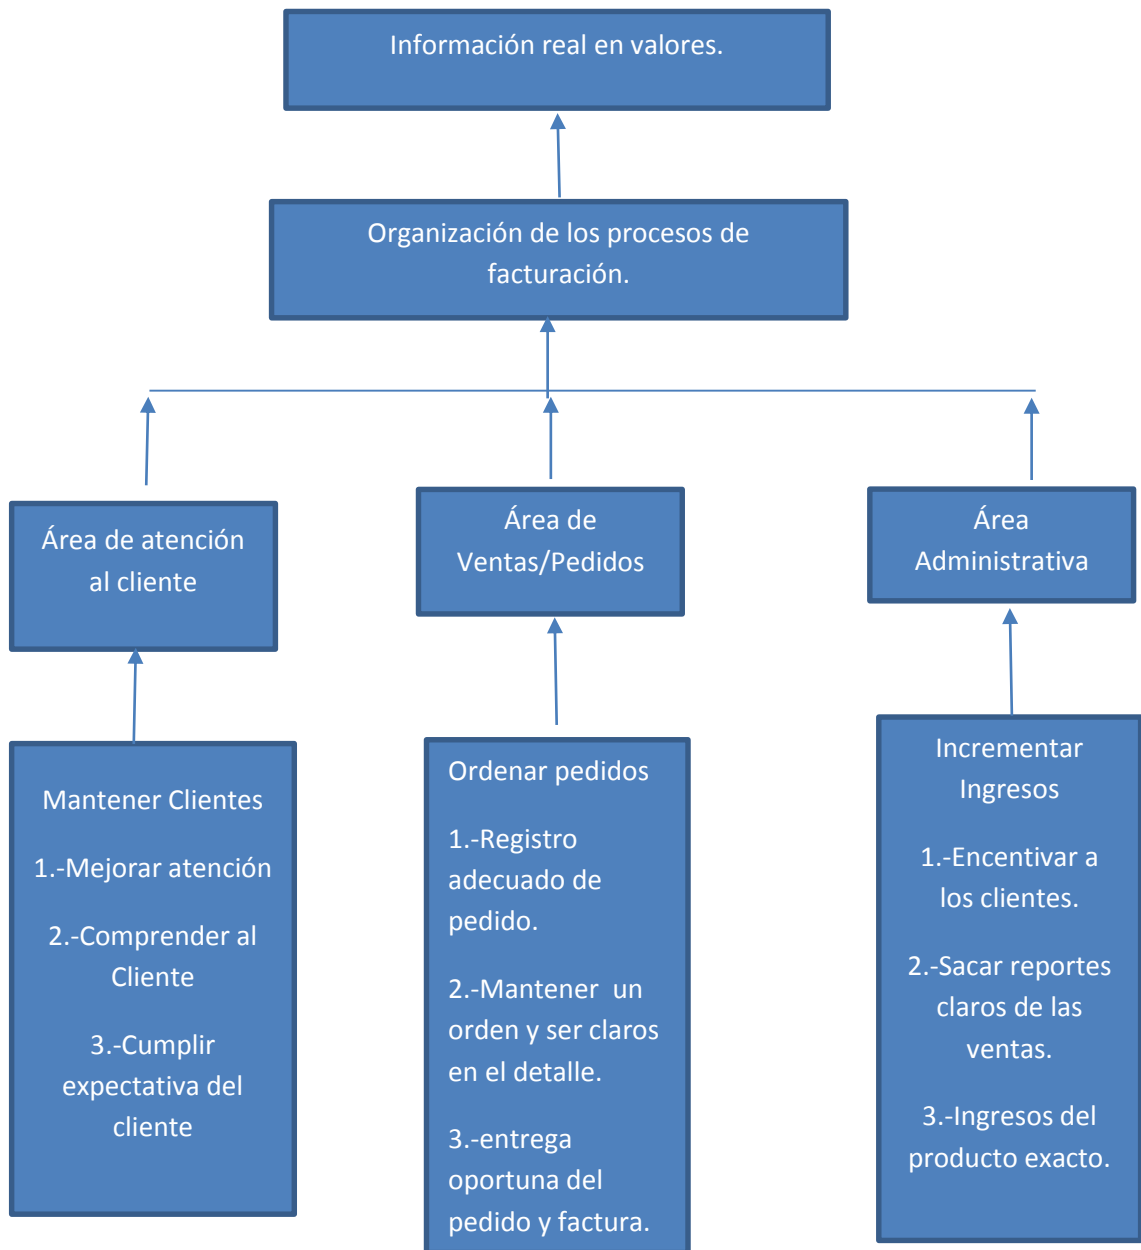 Información real en valores.
Organización de los procesos de
facturación.
Área de atención
al cliente
Área de
Ventas/Pedidos
Área
Administrativa
Mantener Clientes
1.-Mejorar atención
2.-Comprender al
Cliente
3.-Cumplir
expectativa del
cliente
Ordenar pedidos
1.-Registro
adecuado de
pedido.
2.-Mantener  un
orden y ser claros
en el detalle.
3.-entrega
oportuna del
pedido y factura.
Incrementar
Ingresos
1.-Encentivar a
los clientes.
2.-Sacar reportes
claros de las
ventas.
3.-Ingresos del
producto exacto.